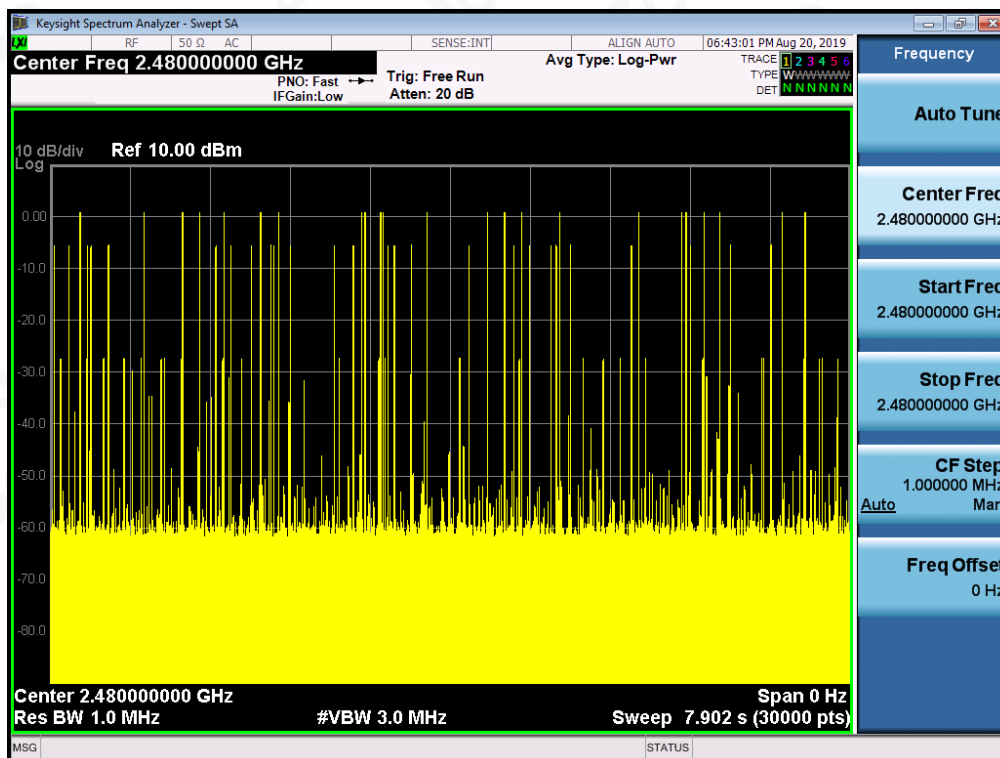 Keysight Spectrum Analyzer - Swept SA
LXI RF 50 Ω AC SENSE:INT ALIGN AUTO 06:43:01 PM Aug 20, 2019
Center Freq 2.480000000 GHz
PNO: Fast
IFGain:Low
Trig: Free Run
Atten: 20 dB
Avg Type: Log-Pwr
TRACE 1 2 3 4 5 6
TYPE WWWWWW
DET N N N N N N
10 dB/div Ref 10.00 dBm
Log
0.00
-10.0
-20.0
-30.0
-40.0
-50.0
-60.0
-70.0
-80.0
Center 2.480000000 GHz Span 0 Hz
Res BW 1.0 MHz #VBW 3.0 MHz Sweep 7.902 s (30000 pts)
MSG STATUS
Frequency
Auto Tune
Center Freq
2.480000000 GHz
Start Freq
2.480000000 GHz
Stop Freq
2.480000000 GHz
CF Step
1.000000 MHz
Auto Man
Freq Offset
0 Hz